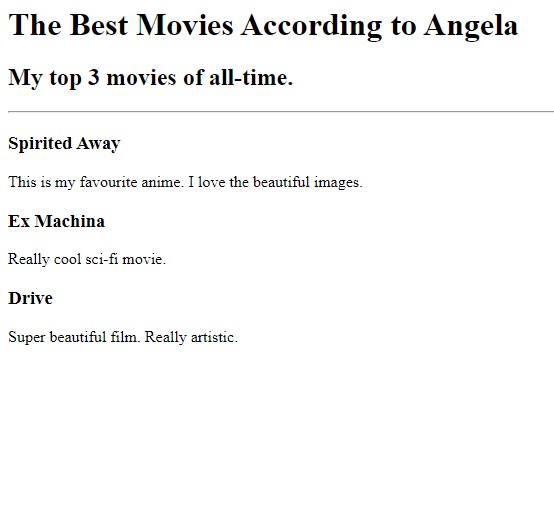 The Best Movies According to Angela
My top 3 movies of all-time.
Spirited Away
This is my favourite anime. I love the beautiful images.
Ex Machina
Really cool sci-fi movie.
Drive
Super beautiful film. Really artistic.